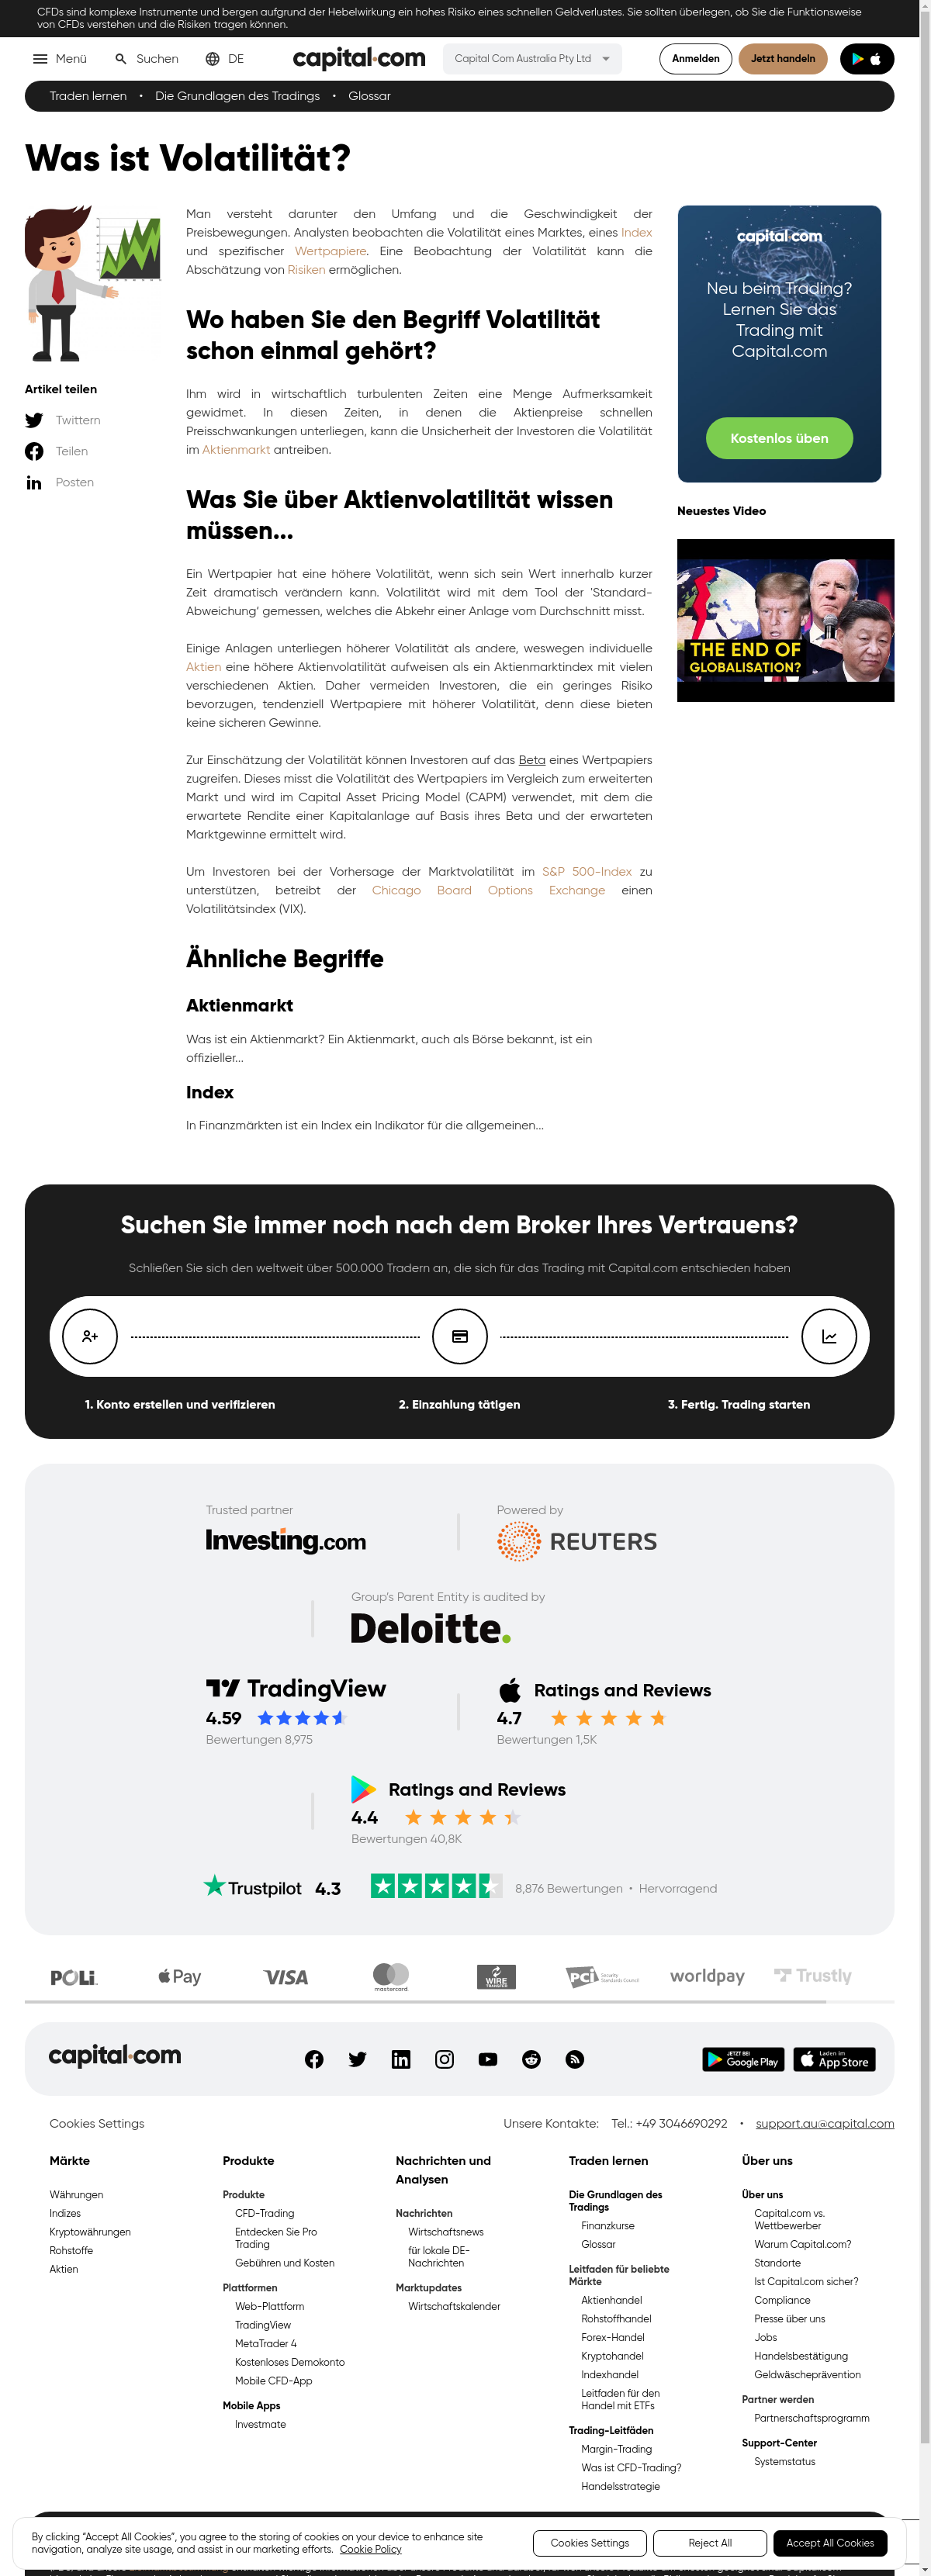 CFDs sind komplexe Instrumente und bergen aufgrund der Hebelwirkung ein hohes Risiko eines schnellen Geldverlustes. Sie sollten überlegen, ob Sie die Funktionsweise
von CFDs verstehen und die Risiken tragen können.
Menü
Suchen
DE
capital.com
Capital Com Australia Pty Ltd
Anmelden
Jetzt handeln
Traden lernen • Die Grundlagen des Tradings • Glossar
Was ist Volatilität?
Artikel teilen
Twittern
Teilen
Posten
Man versteht darunter den Umfang und die Geschwindigkeit der
Preisbewegungen. Analysten beobachten die Volatilität eines Marktes, eines Index
und spezifischer Wertpapiere. Eine Beobachtung der Volatilität kann die
Abschätzung von Risiken ermöglichen.
Wo haben Sie den Begriff Volatilität
schon einmal gehört?
Ihm wird in wirtschaftlich turbulenten Zeiten eine Menge Aufmerksamkeit
gewidmet. In diesen Zeiten, in denen die Aktienpreise schnellen
Preisschwankungen unterliegen, kann die Unsicherheit der Investoren die Volatilität
im Aktienmarkt antreiben.
Was Sie über Aktienvolatilität wissen
müssen...
Ein Wertpapier hat eine höhere Volatilität, wenn sich sein Wert innerhalb kurzer
Zeit dramatisch verändern kann. Volatilität wird mit dem Tool der 'Standard-
Abweichung' gemessen, welches die Abkehr einer Anlage vom Durchschnitt misst.
Einige Anlagen unterliegen höherer Volatilität als andere, weswegen individuelle
Aktien eine höhere Aktienvolatilität aufweisen als ein Aktienmarktindex mit vielen
verschiedenen Aktien. Daher vermeiden Investoren, die ein geringes Risiko
bevorzugen, tendenziell Wertpapiere mit höherer Volatilität, denn diese bieten
keine sicheren Gewinne.
Zur Einschätzung der Volatilität können Investoren auf das Beta eines Wertpapiers
zugreifen. Dieses misst die Volatilität des Wertpapiers im Vergleich zum erweiterten
Markt und wird im Capital Asset Pricing Model (CAPM) verwendet, mit dem die
erwartete Rendite einer Kapitalanlage auf Basis ihres Beta und der erwarteten
Marktgewinne ermittelt wird.
Um Investoren bei der Vorhersage der Marktvolatilität im S&P 500-Index zu
unterstützen, betreibt der Chicago Board Options Exchange einen
Volatilitätsindex (VIX).
Ähnliche Begriffe
Aktienmarkt
Was ist ein Aktienmarkt? Ein Aktienmarkt, auch als Börse bekannt, ist ein
offizieller...
Index
In Finanzmärkten ist ein Index ein Indikator für die allgemeinen...
capital.com
Neu beim Trading?
Lernen Sie das
Trading mit
Capital.com
Kostenlos üben
Neuestes Video
THE END OF
GLOBALISATION?
Suchen Sie immer noch nach dem Broker Ihres Vertrauens?
Schließen Sie sich den weltweit über 500.000 Tradern an, die sich für das Trading mit Capital.com entschieden haben
1. Konto erstellen und verifizieren
2. Einzahlung tätigen
3. Fertig. Trading starten
Trusted partner
Investing.com
Powered by
REUTERS
Group's Parent Entity is audited by
Deloitte.
TradingView
4.59
Bewertungen 8,975
Ratings and Reviews
4.7
Bewertungen 1,5K
Ratings and Reviews
4.4
Bewertungen 40,8K
Trustpilot 4.3
8,876 Bewertungen • Hervorragend
POLi
Apple Pay
VISA
mastercard
WIRE TRANSFER
PCI Security Standards Council
worldpay
Trustly
capital.com
JETZT BEI Google Play
Laden im App Store
Cookies Settings
Unsere Kontakte: Tel.: +49 3046690292 • support.au@capital.com
Märkte
Währungen
Indizes
Kryptowährungen
Rohstoffe
Aktien
Produkte
Produkte
CFD-Trading
Entdecken Sie Pro
Trading
Gebühren und Kosten
Plattformen
Web-Plattform
TradingView
MetaTrader 4
Kostenloses Demokonto
Mobile CFD-App
Mobile Apps
Investmate
Nachrichten und
Analysen
Nachrichten
Wirtschaftsnews
für lokale DE-
Nachrichten
Marktupdates
Wirtschaftskalender
Traden lernen
Die Grundlagen des
Tradings
Finanzkurse
Glossar
Leitfaden für beliebte
Märkte
Aktienhandel
Rohstoffhandel
Forex-Handel
Kryptohandel
Indexhandel
Leitfaden für den
Handel mit ETFs
Trading-Leitfäden
Margin-Trading
Was ist CFD-Trading?
Handelsstrategie
Über uns
Über uns
Capital.com vs.
Wettbewerber
Warum Capital.com?
Standorte
Ist Capital.com sicher?
Compliance
Presse über uns
Jobs
Handelsbestätigung
Geldwäscheprävention
Partner werden
Partnerschaftsprogramm
Support-Center
Systemstatus
By clicking “Accept All Cookies”, you agree to the storing of cookies on your device to enhance site
navigation, analyze site usage, and assist in our marketing efforts. Cookie Policy
Cookies Settings
Reject All
Accept All Cookies